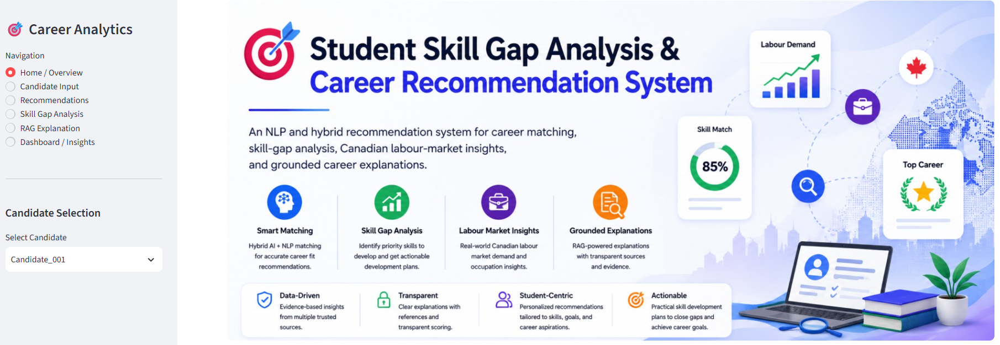 Career Analytics
Navigation
Home / Overview
Candidate Input
Recommendations
Skill Gap Analysis
RAG Explanation
Dashboard / Insights
Candidate Selection
Select Candidate
Candidate_001
Student Skill Gap Analysis &
Career Recommendation System
An NLP and hybrid recommendation system for career matching,
skill-gap analysis, Canadian labour-market insights,
and grounded career explanations.
Smart Matching
Hybrid AI + NLP matching
for accurate career fit
recommendations.
Skill Gap Analysis
Identify priority skills to
develop and get actionable
development plans.
Labour Market Insights
Real-world Canadian labour
market demand and
occupation insights.
Grounded Explanations
RAG-powered explanations
with transparent sources
and evidence.
Data-Driven
Evidence-based insights
from multiple trusted
sources.
Transparent
Clear explanations with
references and
transparent scoring.
Student-Centric
Personalized recommendations
tailored to skills, goals, and
career aspirations.
Actionable
Practical skill development
plans to close gaps and
achieve career goals.
Labour Demand
Skill Match
85%
Top Career